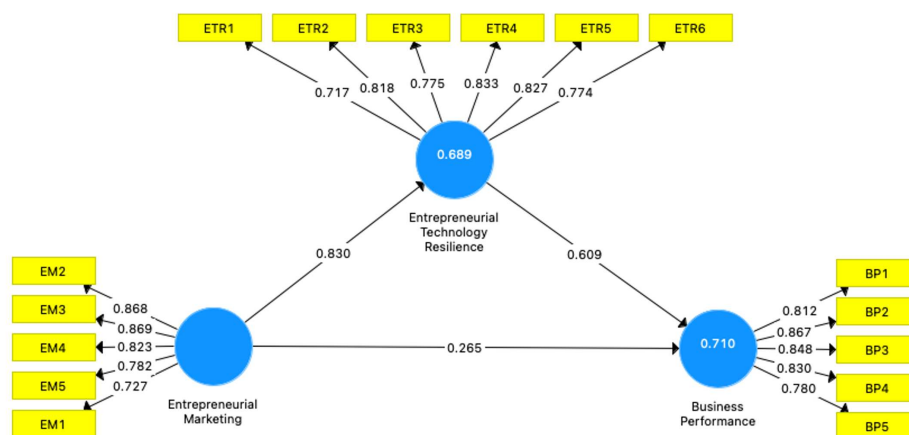 ETR1 ETR2 ETR3 ETR4 ETR5 ETR6
0.717 0.818 0.775 0.833 0.827 0.774
0.689
Entrepreneurial
Technology
Resilience
0.830
0.609
EM2
EM3
EM4
EM5
EM1
0.868
0.869
0.823
0.782
0.727
Entrepreneurial
Marketing
0.265
0.710
Business
Performance
0.812
0.867
0.848
0.830
0.780
BP1
BP2
BP3
BP4
BP5